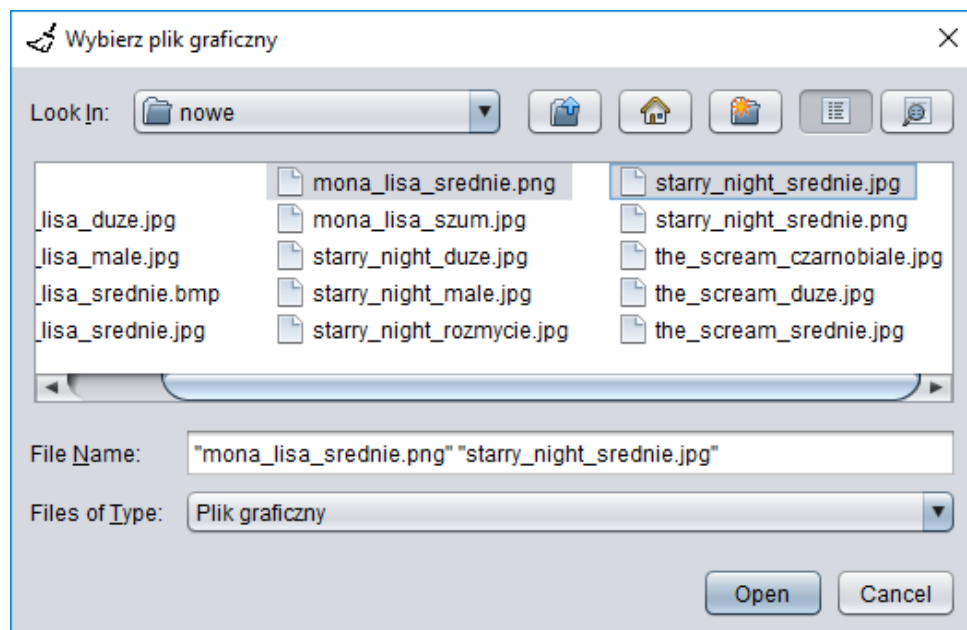 Wybierz plik graficzny
Look In: nowe
mona_lisa_srednie.png starry_night_srednie.jpg
_lisa_duze.jpg mona_lisa_szum.jpg starry_night_srednie.png
_lisa_male.jpg starry_night_duze.jpg the_scream_czarnobiale.jpg
_lisa_srednie.bmp starry_night_male.jpg the_scream_duze.jpg
_lisa_srednie.jpg starry_night_rozmycie.jpg the_scream_srednie.jpg
File Name: "mona_lisa_srednie.png" "starry_night_srednie.jpg"
Files of Type: Plik graficzny
Open Cancel